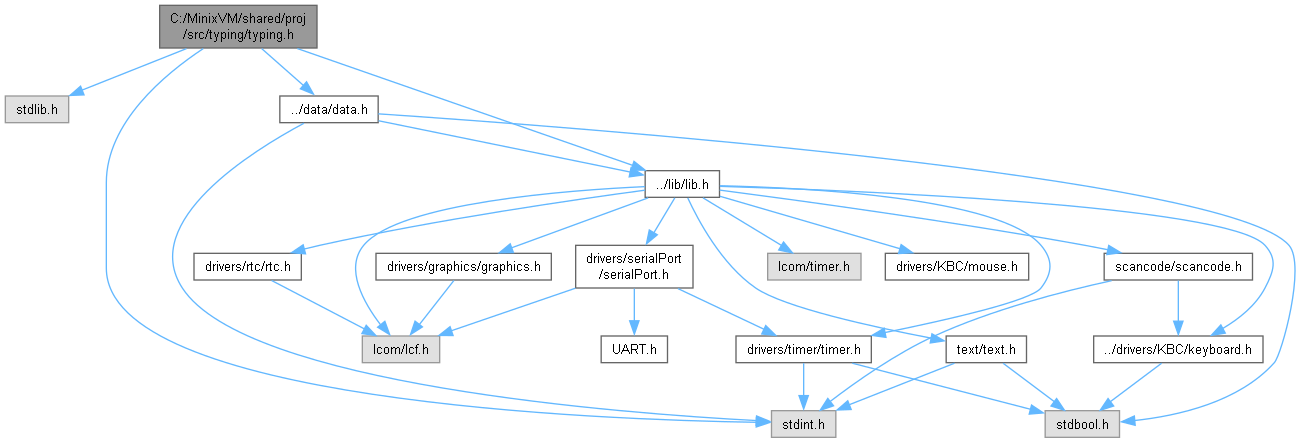 C:/MinixVM/shared/proj
/src/typing/typing.h
stdlib.h
../data/data.h
../lib/lib.h
drivers/rtc/rtc.h
drivers/graphics/graphics.h
drivers/serialPort
/serialPort.h
lcom/timer.h
drivers/KBC/mouse.h
scancode/scancode.h
lcom/lcf.h
UART.h
drivers/timer/timer.h
text/text.h
../drivers/KBC/keyboard.h
stdint.h
stdbool.h